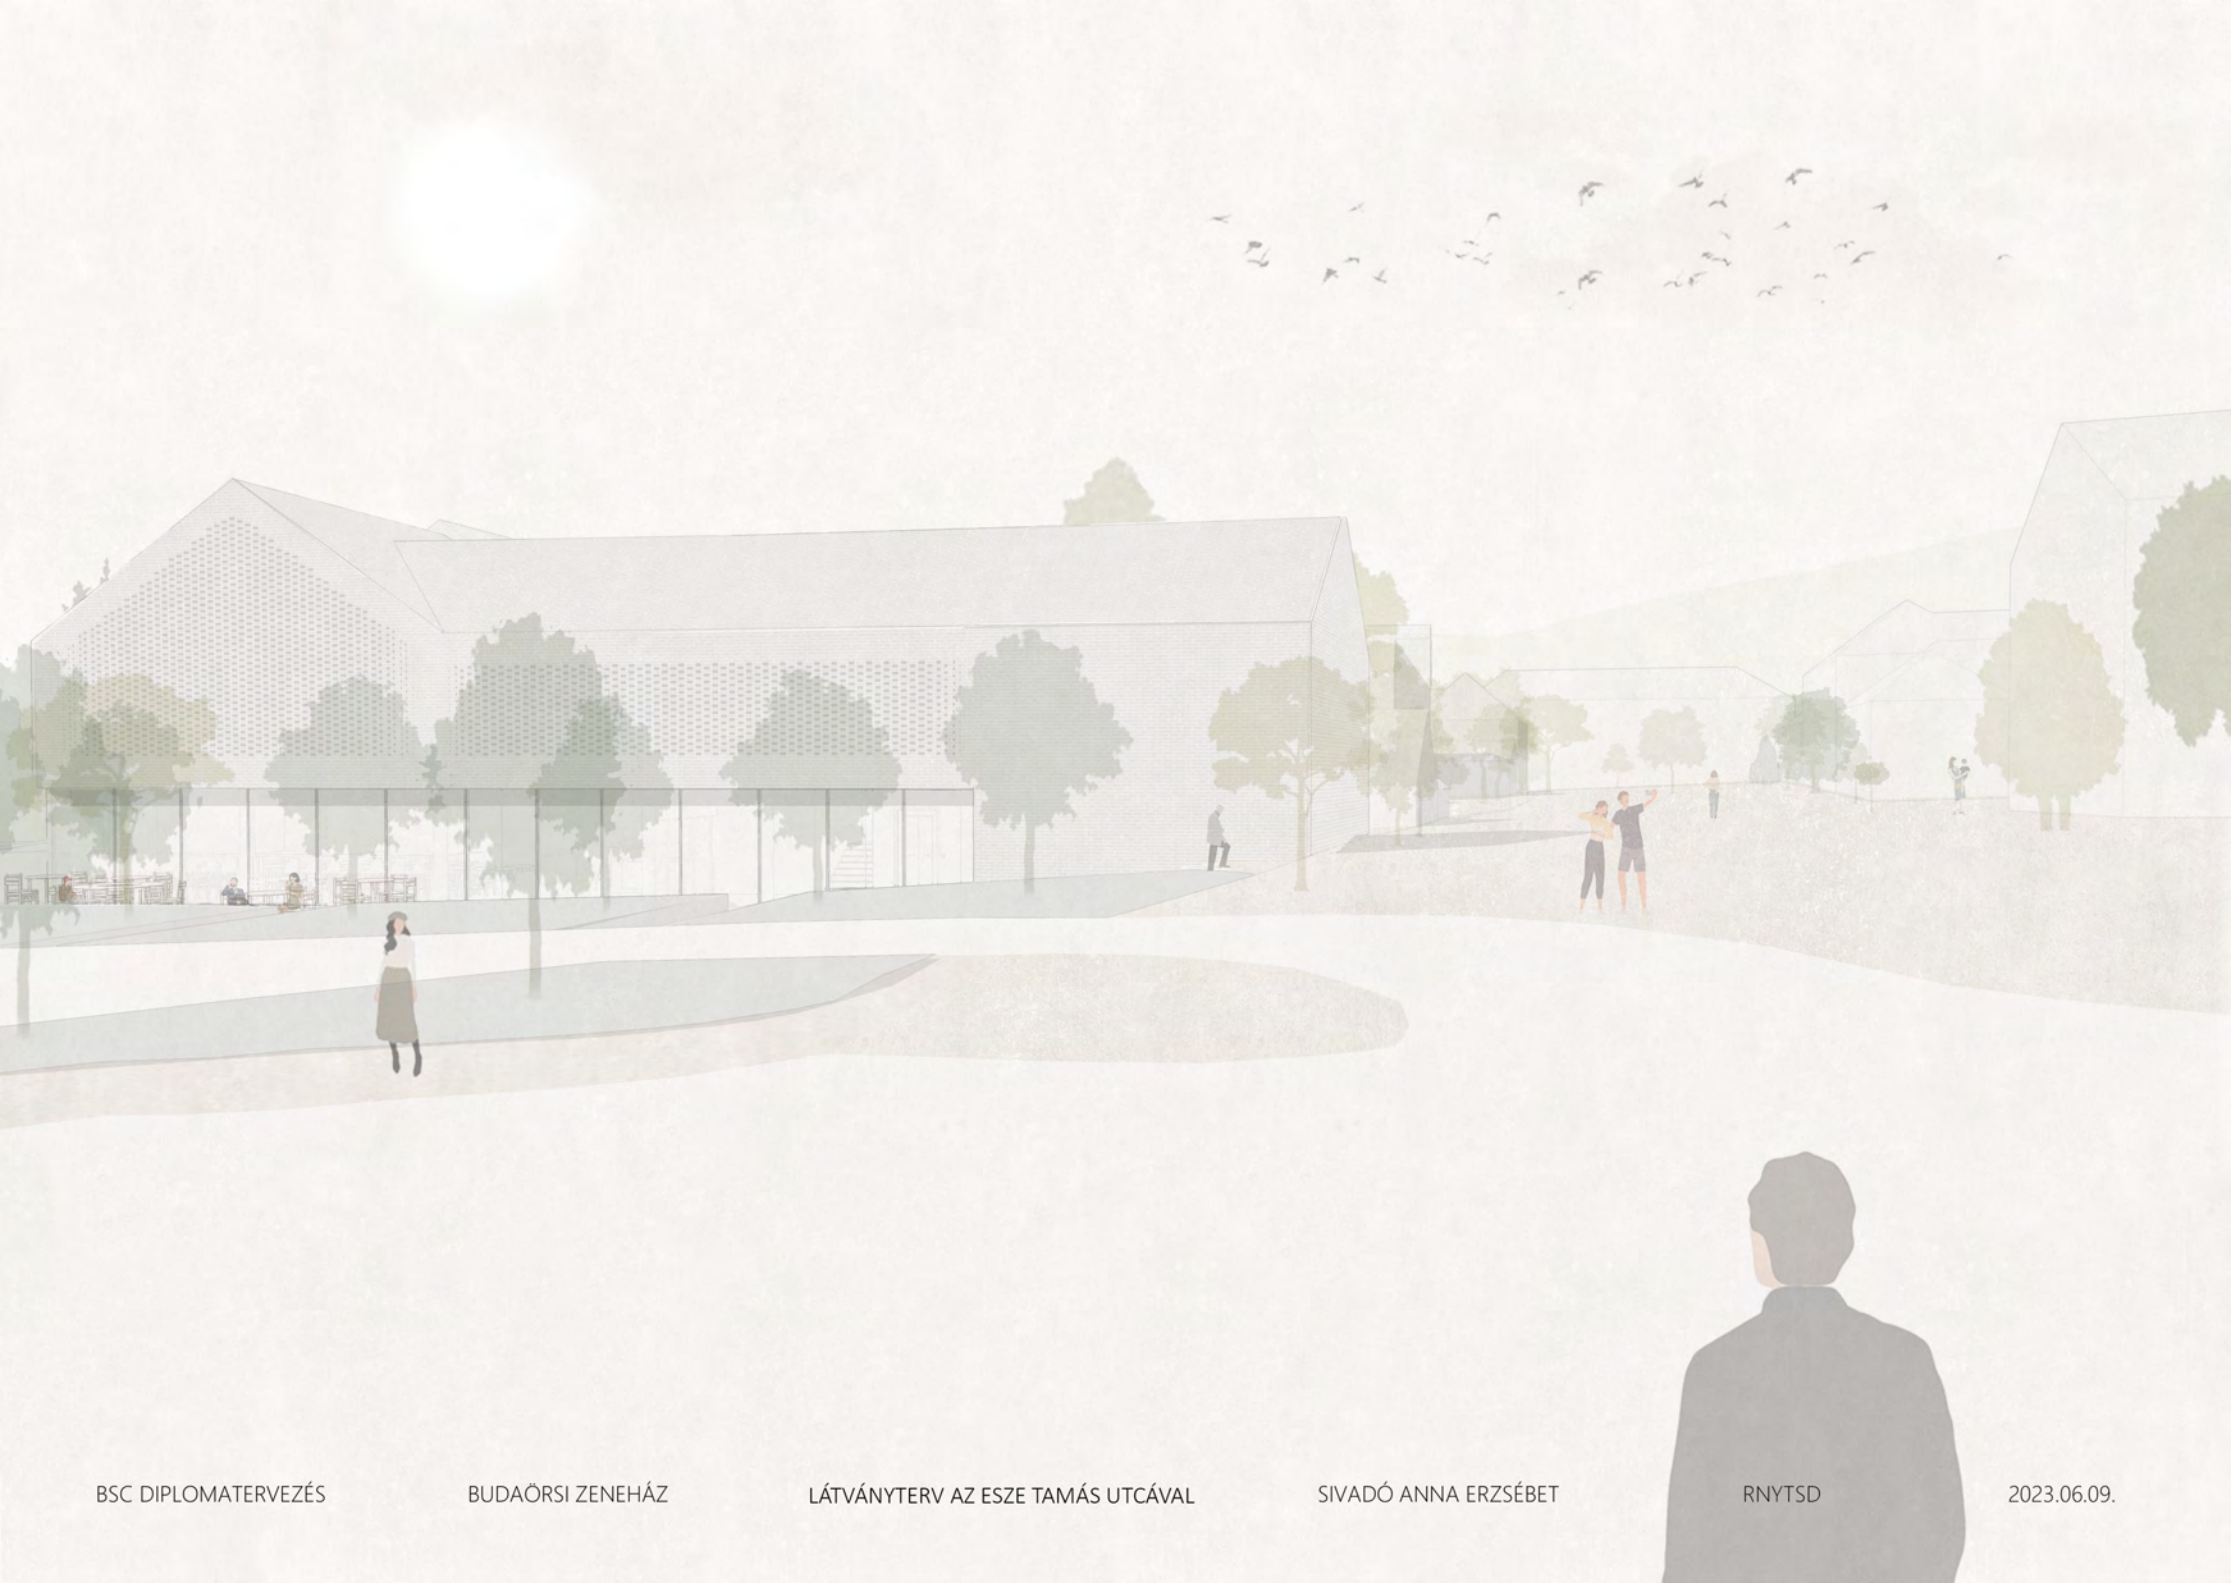 BSC DIPLOMATERVEZÉS BUDAÖRSI ZENEHÁZ LÁTVÁNYTERV AZ ESZE TAMÁS UTCÁVAL SIVADÓ ANNA ERZSÉBET RNYTSD 2023.06.09.